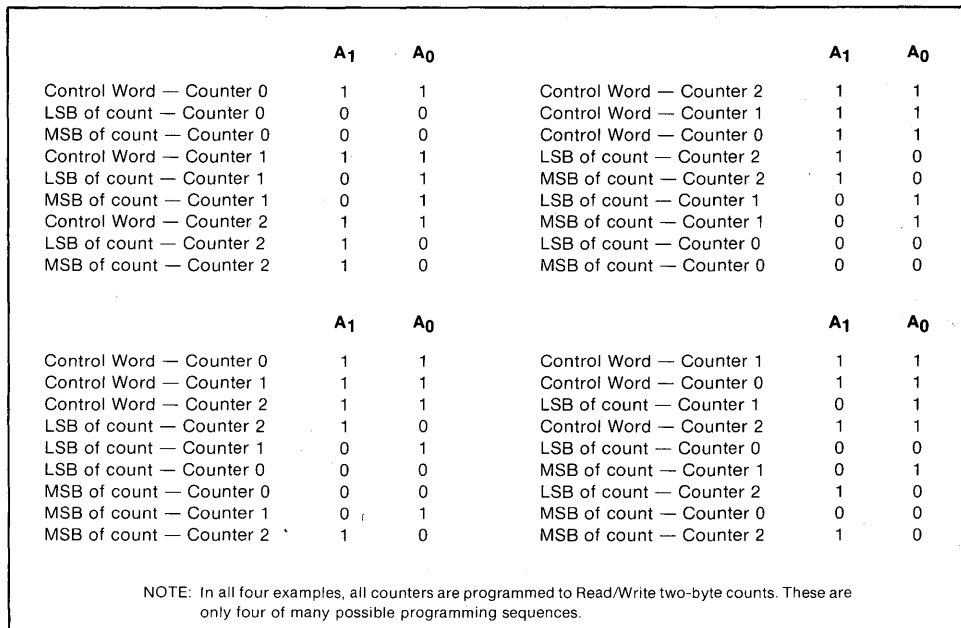 A1 A0
Control Word — Counter 0 1 1
LSB of count — Counter 0 0 0
MSB of count — Counter 0 0 0
Control Word — Counter 1 1 1
LSB of count — Counter 1 0 1
MSB of count — Counter 1 0 1
Control Word — Counter 2 1 1
LSB of count — Counter 2 1 0
MSB of count — Counter 2 1 0
A1 A0
Control Word — Counter 2 1 1
Control Word — Counter 1 1 1
Control Word — Counter 0 1 1
LSB of count — Counter 2 1 0
MSB of count — Counter 2 1 0
LSB of count — Counter 1 0 1
MSB of count — Counter 1 0 1
LSB of count — Counter 0 0 0
MSB of count — Counter 0 0 0
A1 A0
Control Word — Counter 0 1 1
Control Word — Counter 1 1 1
Control Word — Counter 2 1 1
LSB of count — Counter 2 1 0
LSB of count — Counter 1 0 1
LSB of count — Counter 0 0 0
MSB of count — Counter 0 0 0
MSB of count — Counter 1 0 1
MSB of count — Counter 2 1 0
A1 A0
Control Word — Counter 1 1 1
Control Word — Counter 0 1 1
LSB of count — Counter 1 0 1
Control Word — Counter 2 1 1
LSB of count — Counter 0 0 0
MSB of count — Counter 1 0 1
LSB of count — Counter 2 1 0
MSB of count — Counter 0 0 0
MSB of count — Counter 2 1 0
NOTE: In all four examples, all counters are programmed to Read/Write two-byte counts. These are
only four of many possible programming sequences.